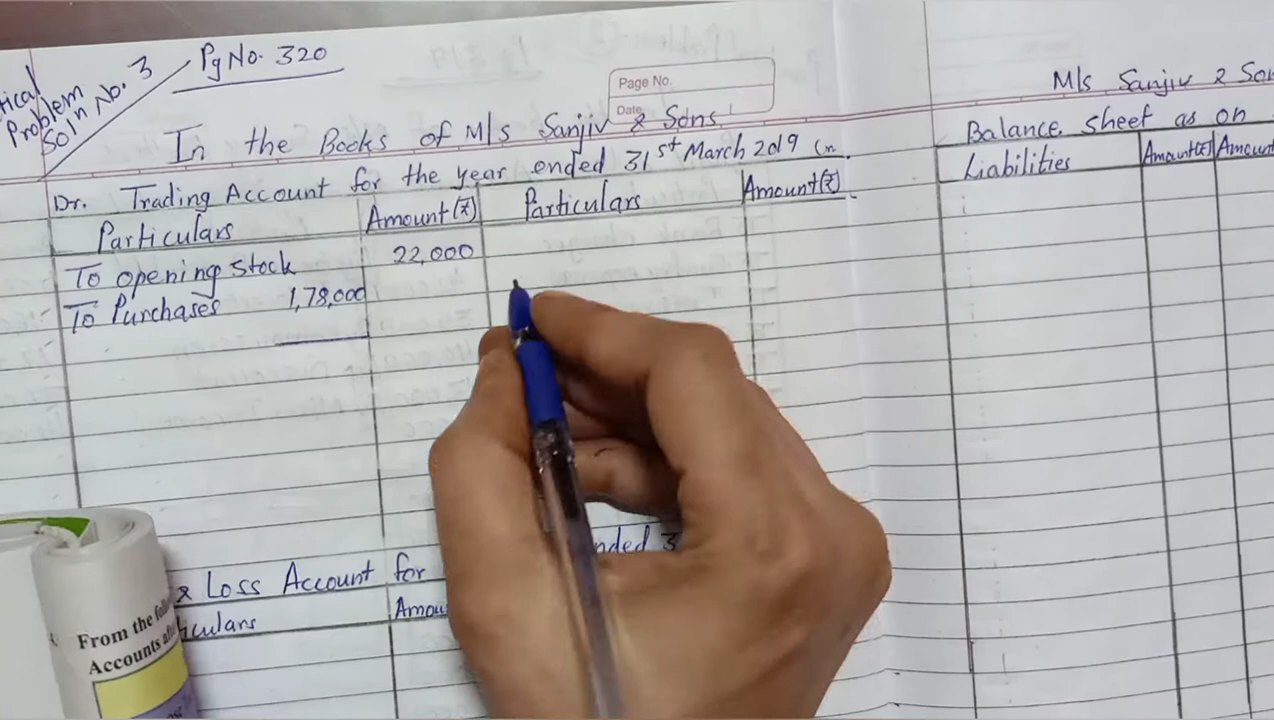 Problem
Soln No. 3
Pg No. 320
Page No.
Date
In the Books of M/s Sanjiv & Sons
Dr. Trading Account for the year ended 31st March 2019
Particulars Amount(₹) Particulars Amount(₹)
To opening stock 22,000
To Purchases 1,78,000
& Loss Account for nded 3
iculars Amou
From the
Accounts
M/s Sanjiv & Son
Balance sheet as on
Liabilities Amount(₹) Amount